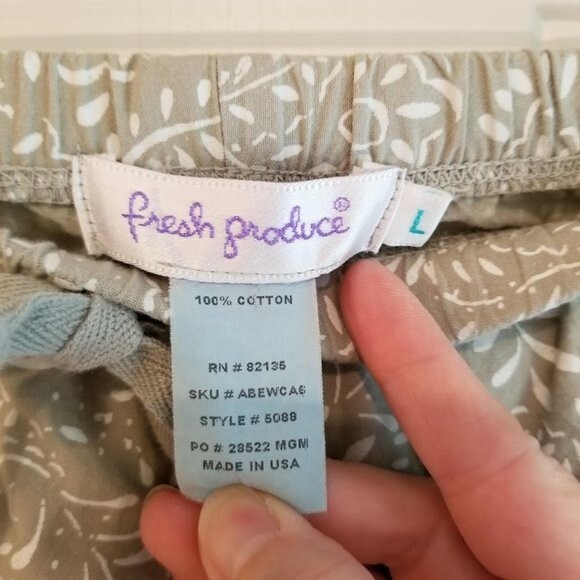 fresh produce®
L
100% COTTON
RN # 82135
SKU # ABEWCA6
STYLE # 5088
PO # 28522 MGM
MADE IN USA